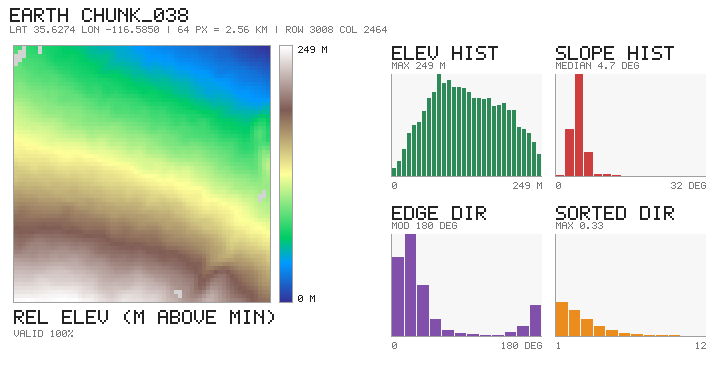 EARTH CHUNK_038
LAT 35.6274 LON -116.5850 | 64 PX = 2.56 KM | ROW 3008 COL 2464
249 M
0 M
REL ELEV (M ABOVE MIN)
VALID 100%
ELEV HIST
MAX 249 M
0 249 M
SLOPE HIST
MEDIAN 4.7 DEG
0 32 DEG
EDGE DIR
MOD 180 DEG
0 180 DEG
SORTED DIR
MAX 0.33
1 12